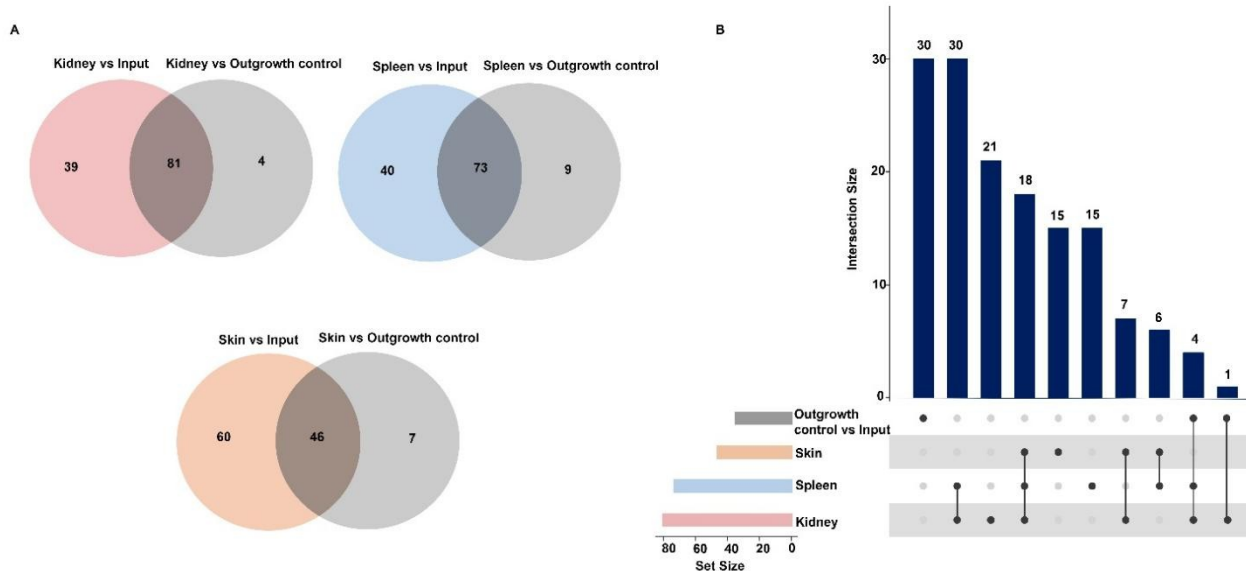 A
Kidney vs Input
Kidney vs Outgrowth control
39
81
4
Spleen vs Input
Spleen vs Outgrowth control
40
73
9
Skin vs Input
Skin vs Outgrowth control
60
46
7
B
Intersection Size
30
20
10
0
30
30
21
18
15
15
7
6
4
1
Outgrowth
control vs Input
Skin
Spleen
Kidney
80
60
40
20
0
Set Size